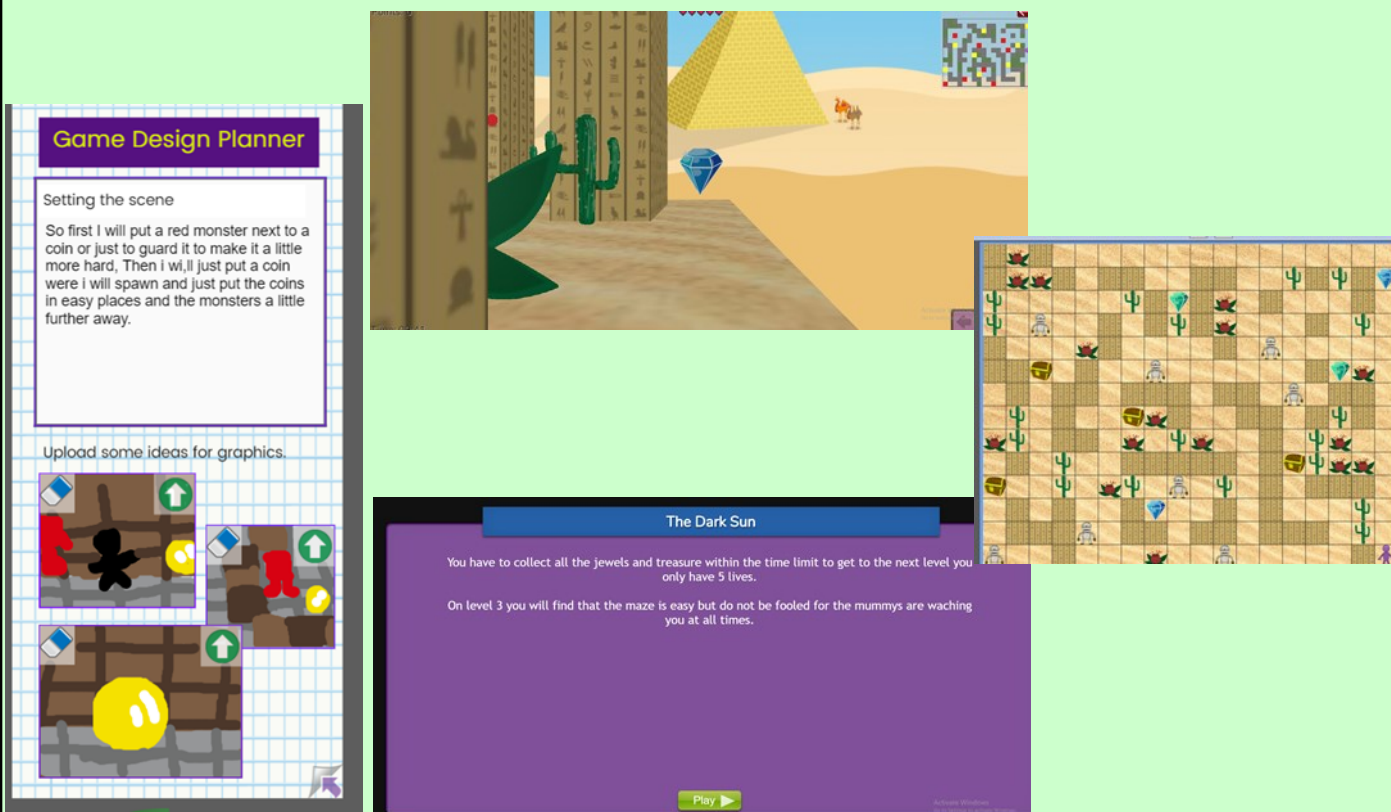 Game Design Planner
Setting the scene
So first I will put a red monster next to a
coin or just to guard it to make it a little
more hard, Then i wi,ll just put a coin
were i will spawn and just put the coins
in easy places and the monsters a little
further away.
Upload some ideas for graphics.
The Dark Sun
You have to collect all the jewels and treasure within the time limit to get to the next level you
only have 5 lives.
On level 3 you will find that the maze is easy but do not be fooled for the mummys are waching
you at all times.
Play
Activate Windows